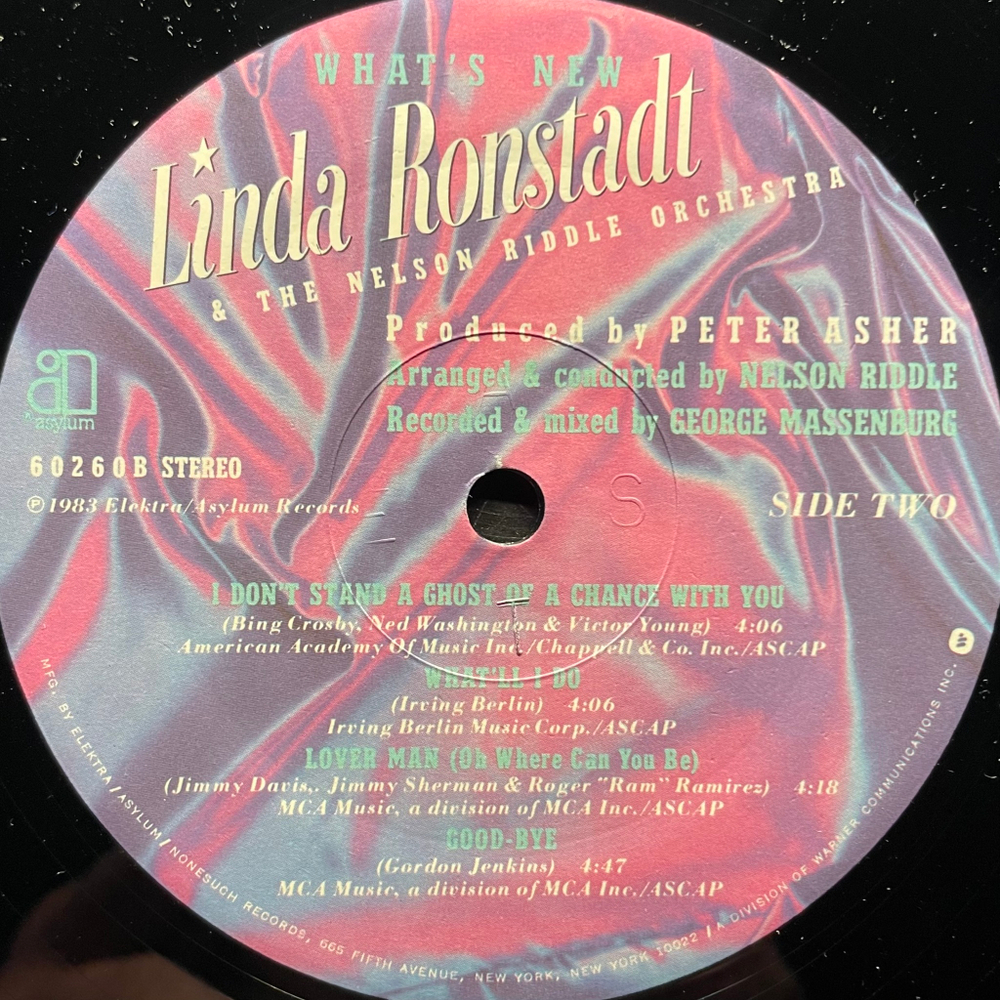 WHAT'S NEW
Linda Ronstadt
& THE NELSON RIDDLE ORCHESTRA
Produced by PETER ASHER
Arranged & conducted by NELSON RIDDLE
Recorded & mixed by GEORGE MASSENBURG
asylum
60260B STEREO
℗ 1983 Elektra/Asylum Records
SIDE TWO
S
I DON'T STAND A GHOST OF A CHANCE WITH YOU
(Bing Crosby, Ned Washington & Victor Young) 4:06
American Academy Of Music Inc./Chappell & Co. Inc./ASCAP
WHAT'LL I DO
(Irving Berlin) 4:06
Irving Berlin Music Corp./ASCAP
LOVER MAN (Oh Where Can You Be)
(Jimmy Davis,. Jimmy Sherman & Roger "Ram" Ramirez) 4:18
MCA Music, a division of MCA Inc./ASCAP
GOOD-BYE
(Gordon Jenkins) 4:47
MCA Music, a division of MCA Inc./ASCAP
MFG. BY ELEKTRA/ASYLUM/NONESUCH RECORDS, 665 FIFTH AVENUE, NEW YORK, NEW YORK 10022 / A DIVISION OF WARNER COMMUNICATIONS INC.